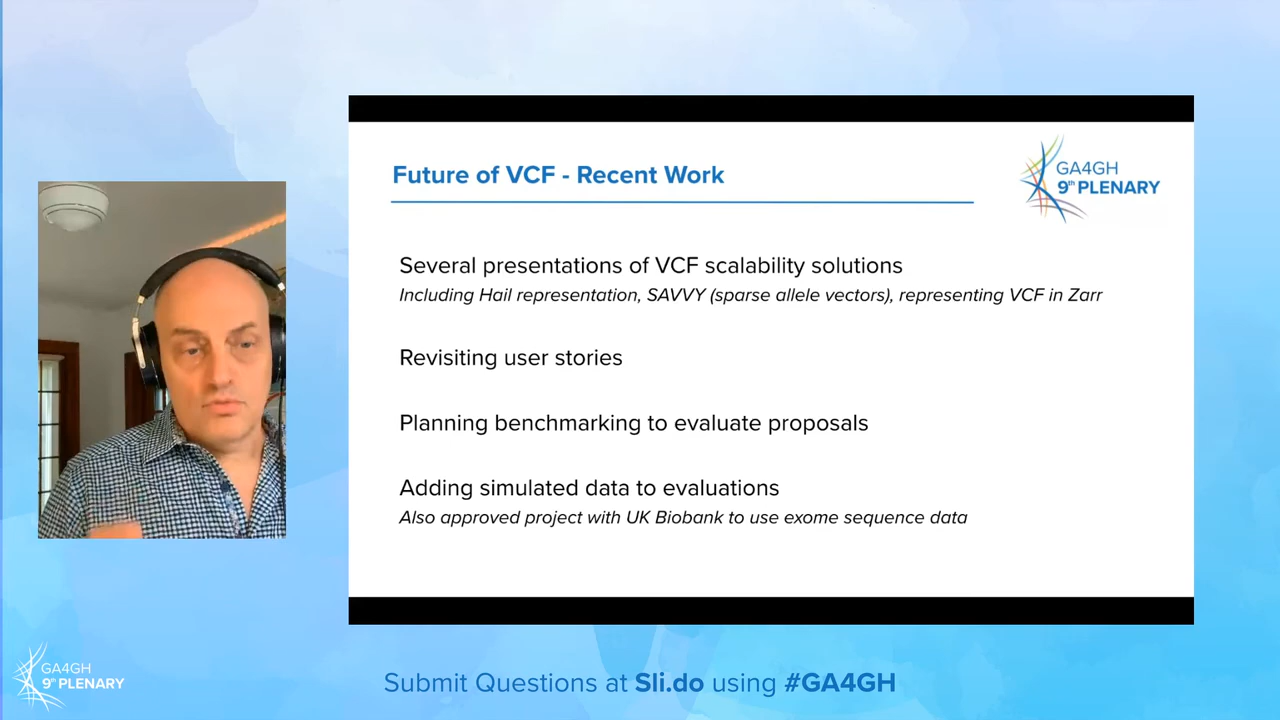 Future of VCF - Recent Work
GA4GH
9th PLENARY
Several presentations of VCF scalability solutions
Including Hail representation, SAVVY (sparse allele vectors), representing VCF in Zarr
Revisiting user stories
Planning benchmarking to evaluate proposals
Adding simulated data to evaluations
Also approved project with UK Biobank to use exome sequence data
GA4GH
9th PLENARY
Submit Questions at Sli.do using #GA4GH